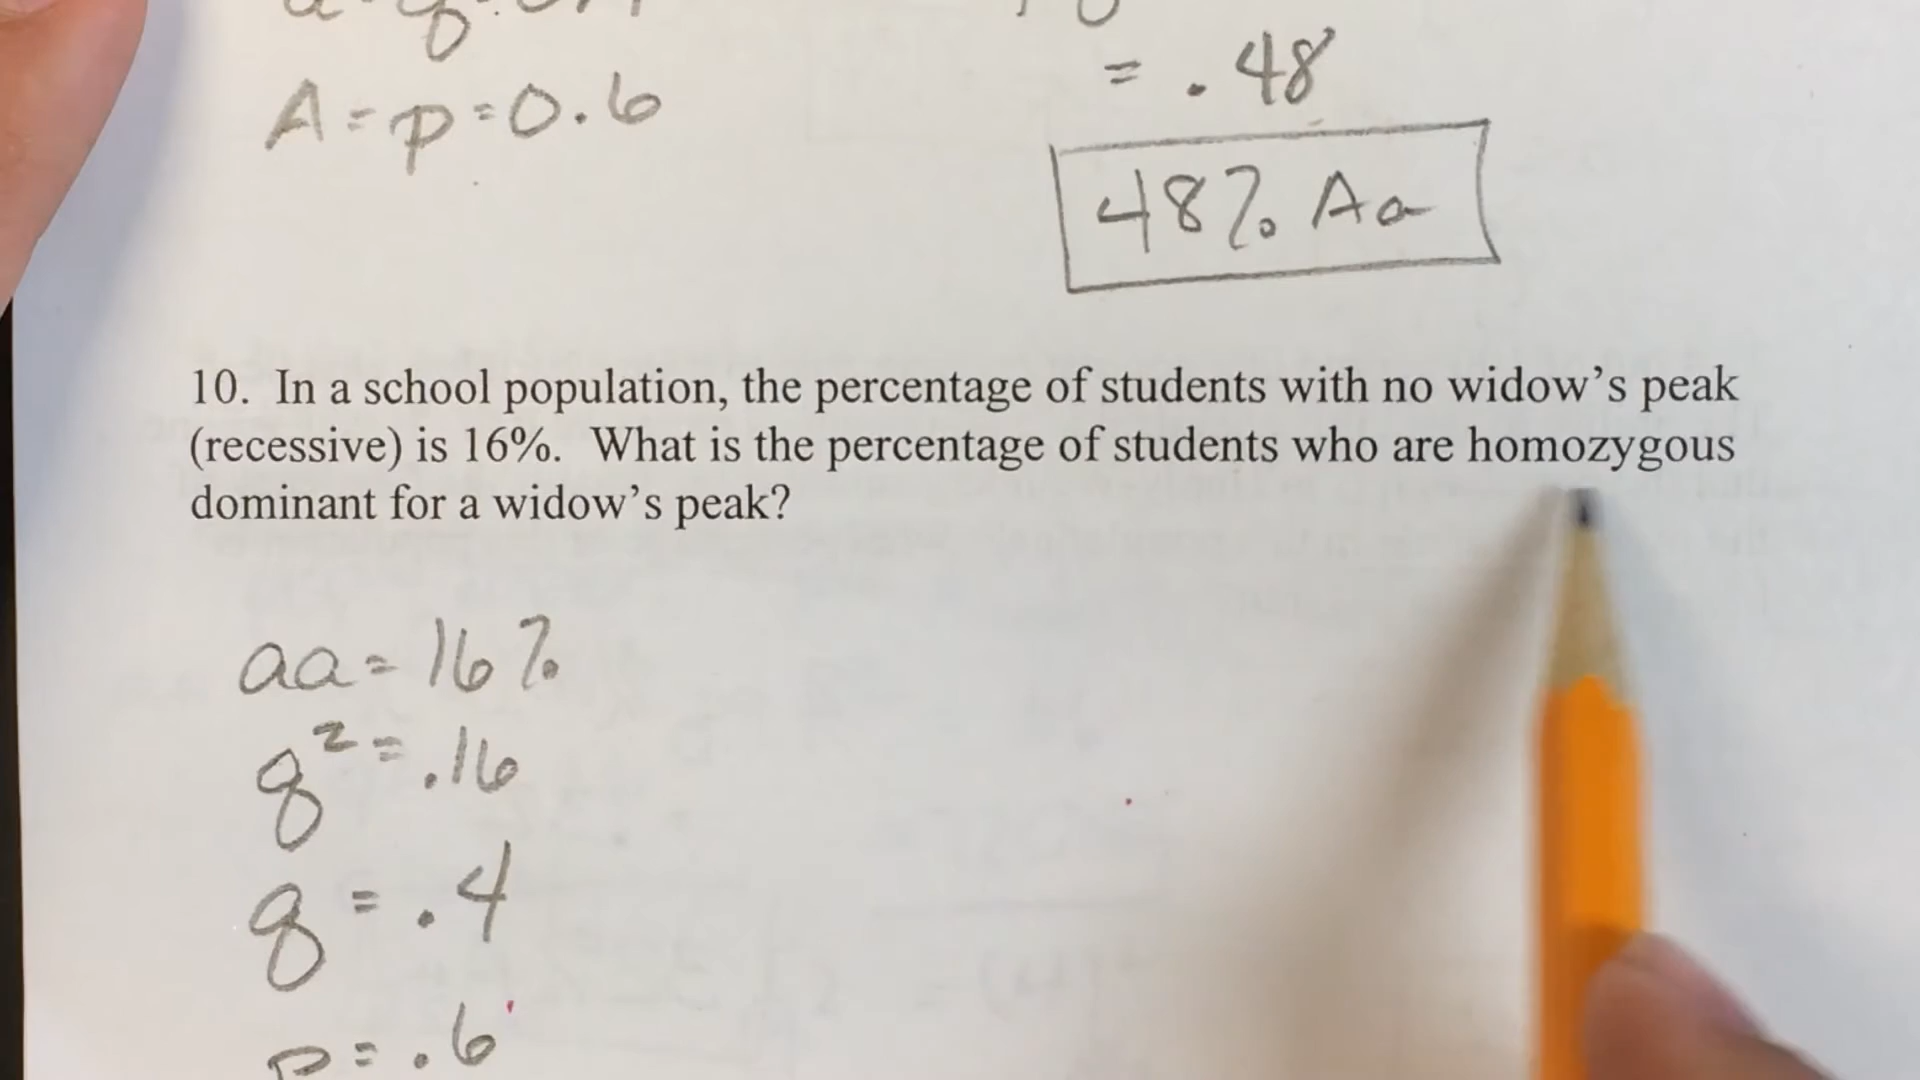 = .48
A = p = 0.6
48% Aa
10. In a school population, the percentage of students with no widow’s peak
(recessive) is 16%. What is the percentage of students who are homozygous
dominant for a widow’s peak?
aa = 16%
q² = .16
q = .4
p = .6